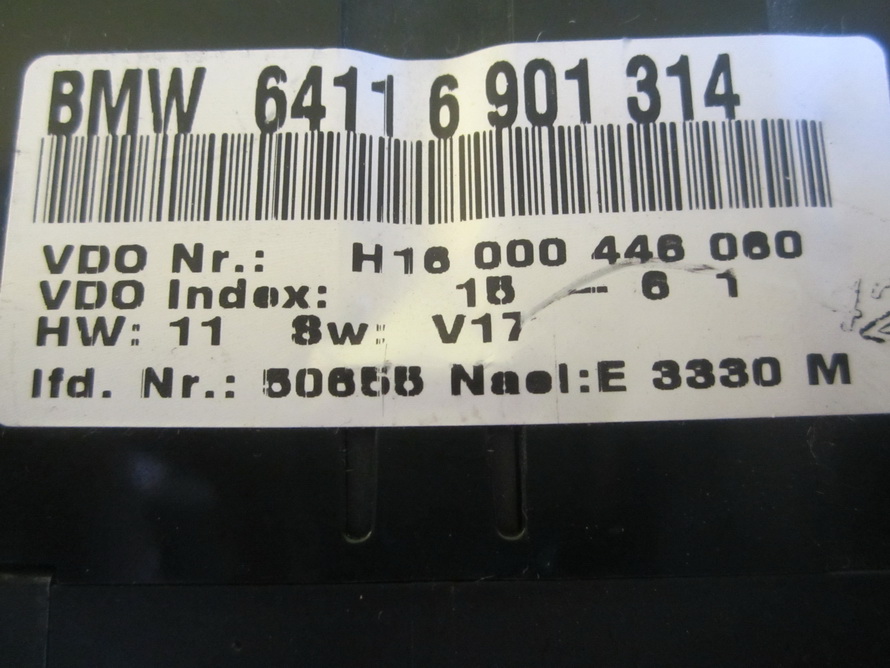 BMW 6411 6 901 314
VDO Nr.: H16 000 446 060
VDO Index: 15 - 6 1
HW: 11 Sw: V17
lfd. Nr.: Nael:E 3330 M